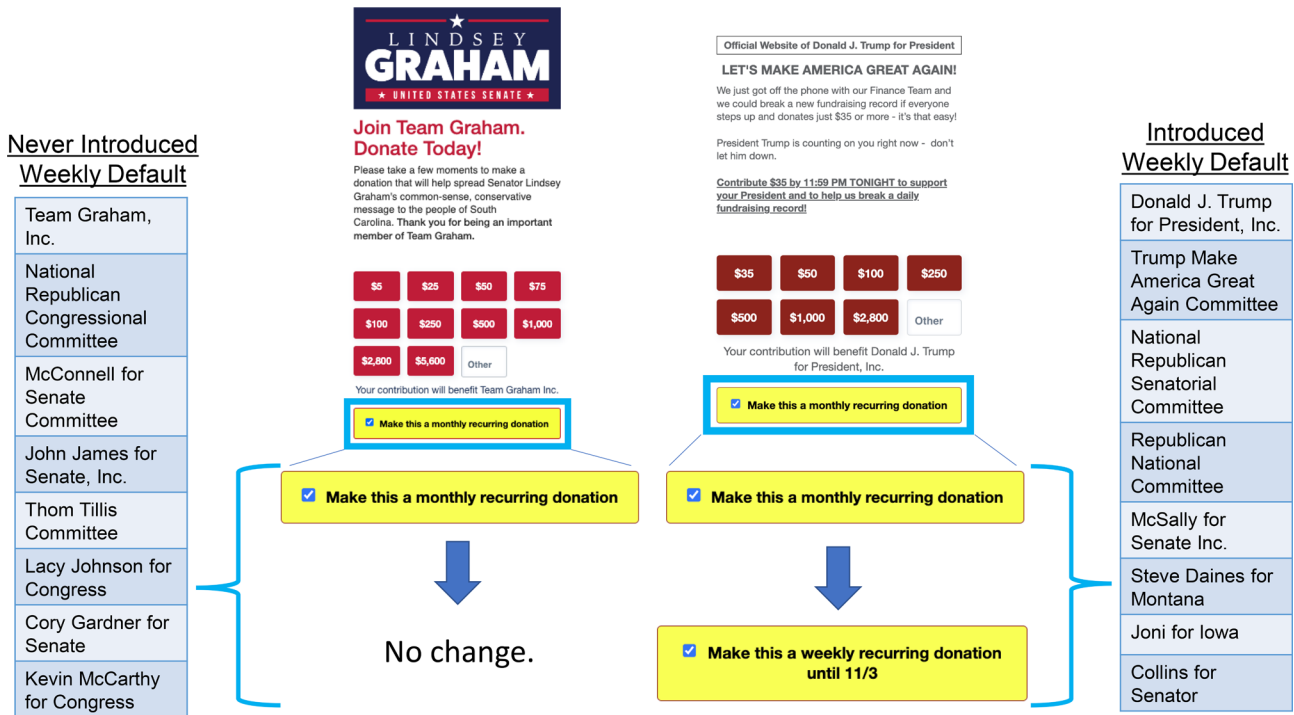 Never Introduced
Weekly Default
Team Graham,
Inc.
National
Republican
Congressional
Committee
McConnell for
Senate
Committee
John James for
Senate, Inc.
Thom Tillis
Committee
Lacy Johnson for
Congress
Cory Gardner for
Senate
Kevin McCarthy
for Congress
LINDSEY
GRAHAM
★ UNITED STATES SENATE ★
Join Team Graham.
Donate Today!
Please take a few moments to make a
donation that will help spread Senator Lindsey
Graham's common-sense, conservative
message to the people of South
Carolina. Thank you for being an important
member of Team Graham.
$5 $25 $50 $75
$100 $250 $500 $1,000
$2,800 $5,600 Other
Your contribution will benefit Team Graham Inc.
Make this a monthly recurring donation
Make this a monthly recurring donation
No change.
Official Website of Donald J. Trump for President
LET'S MAKE AMERICA GREAT AGAIN!
We just got off the phone with our Finance Team and
we could break a new fundraising record if everyone
steps up and donates just $35 or more - it's that easy!
President Trump is counting on you right now - don't
let him down.
Contribute $35 by 11:59 PM TONIGHT to support
your President and to help us break a daily
fundraising record!
$35 $50 $100 $250
$500 $1,000 $2,800 Other
Your contribution will benefit Donald J. Trump
for President, Inc.
Make this a monthly recurring donation
Make this a monthly recurring donation
Make this a weekly recurring donation
until 11/3
Introduced
Weekly Default
Donald J. Trump
for President, Inc.
Trump Make
America Great
Again Committee
National
Republican
Senatorial
Committee
Republican
National
Committee
McSally for
Senate Inc.
Steve Daines for
Montana
Joni for Iowa
Collins for
Senator